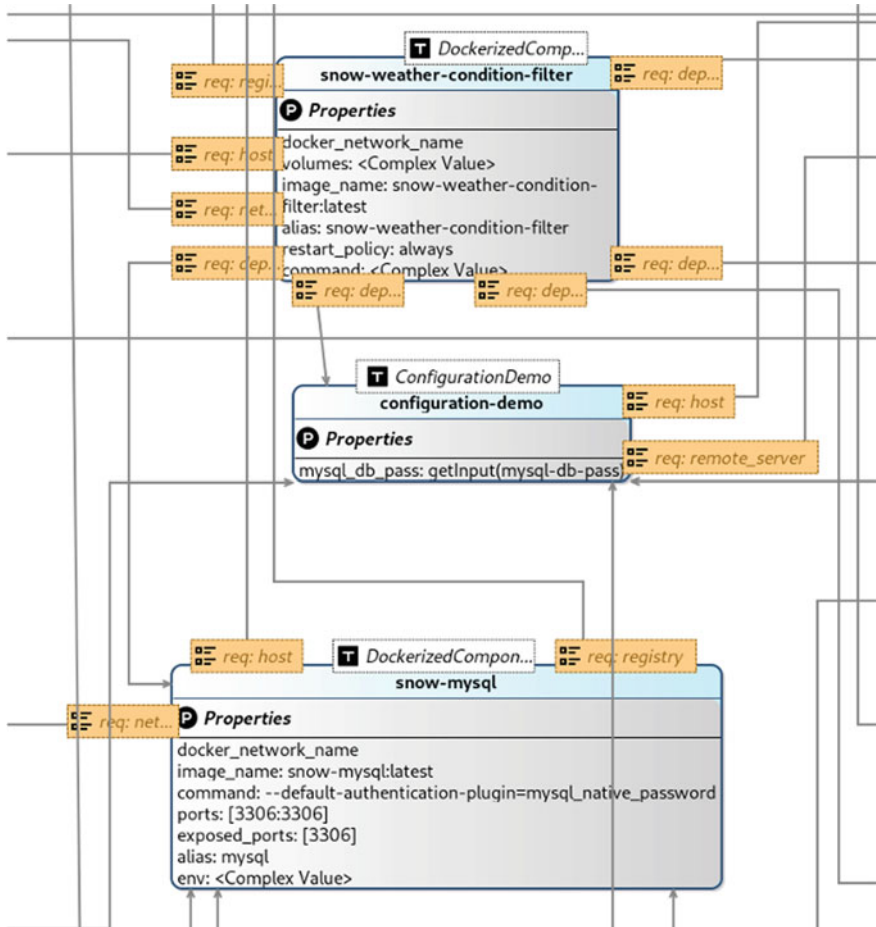 DockerizedComp...
snow-weather-condition-filter
req: regi...
req: dep...
Properties
docker_network_name
req: host
volumes: <Complex Value>
image_name: snow-weather-condition-
req: net...
filter:latest
alias: snow-weather-condition-filter
restart_policy: always
req: dep...
req: dep...
command: <Complex Value>
req: dep...
req: dep...
ConfigurationDemo
configuration-demo
req: host
Properties
req: remote_server
mysql_db_pass: getInput(mysql-db-pass)
req: host
DockerizedCompon...
req: registry
snow-mysql
req: net...
Properties
docker_network_name
image_name: snow-mysql:latest
command: --default-authentication-plugin=mysql_native_password
ports: [3306:3306]
exposed_ports: [3306]
alias: mysql
env: <Complex Value>